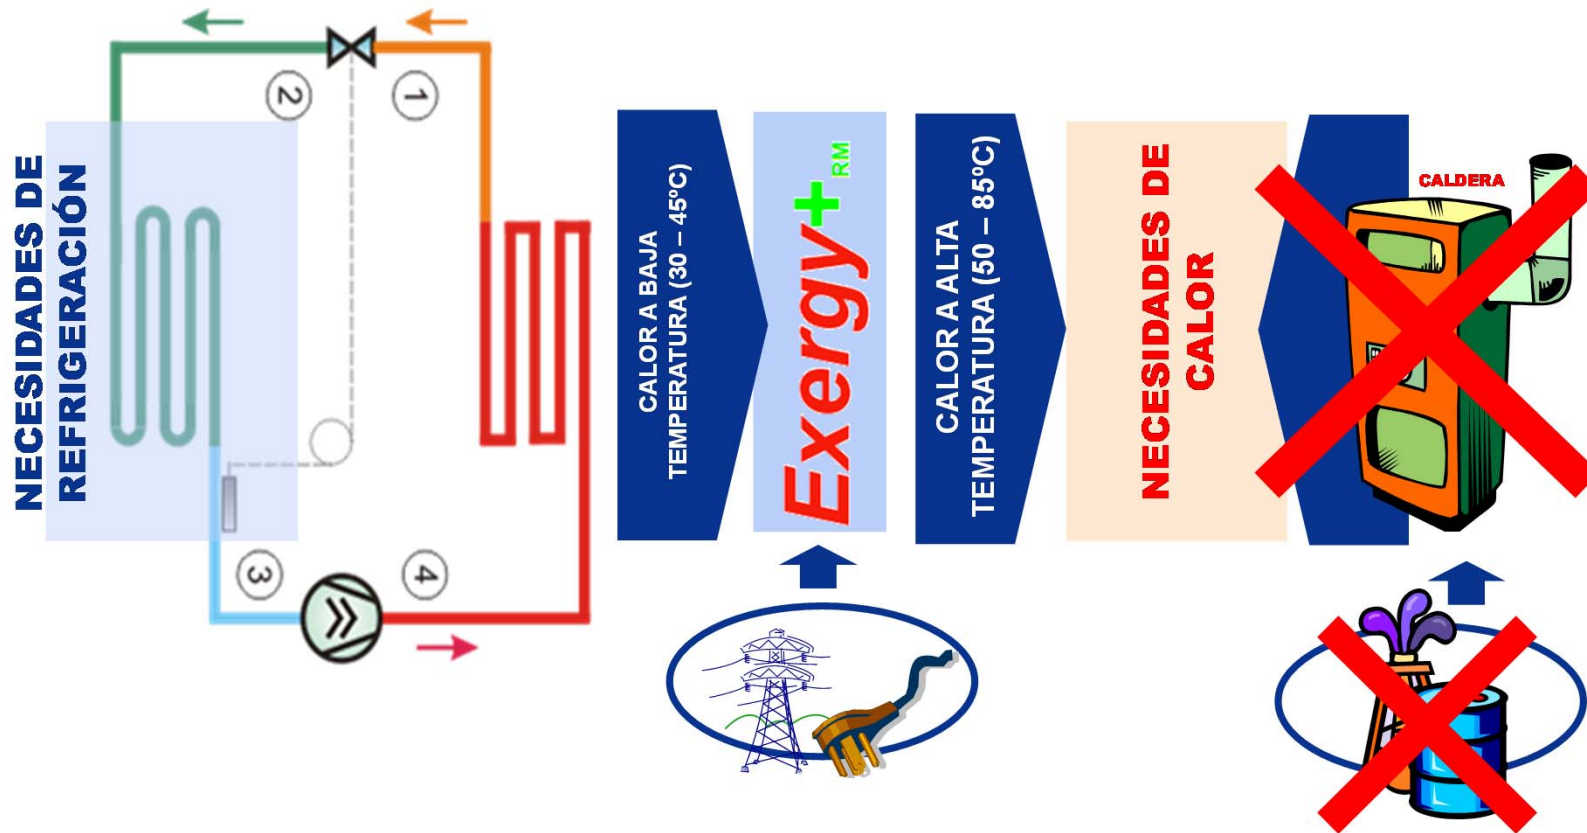 NECESIDADES DE
REFRIGERACIÓN
2
1
3
4
CALOR A BAJA
TEMPERATURA (30 – 45ºC)
Exergy+ RM
CALOR A ALTA
TEMPERATURA (50 – 85ºC)
NECESIDADES DE
CALOR
CALDERA